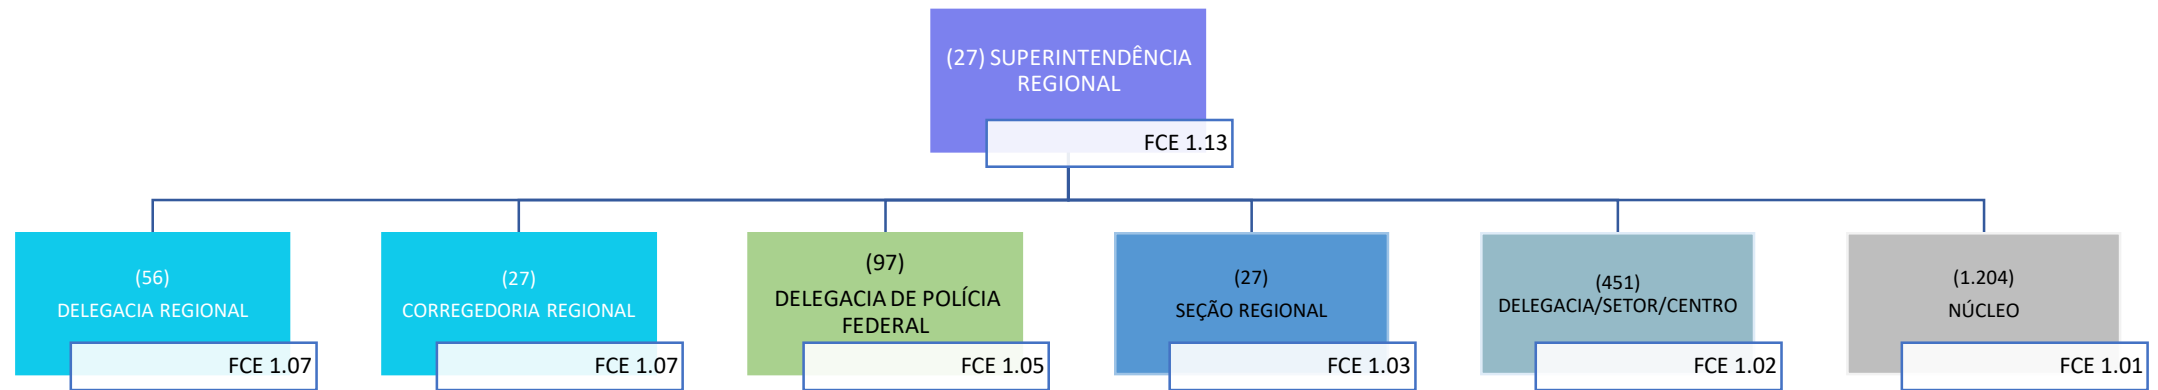 (27) SUPERINTENDÊNCIA
REGIONAL
FCE 1.13
(56)
DELEGACIA REGIONAL
FCE 1.07
(27)
CORREGEDORIA REGIONAL
FCE 1.07
(97)
DELEGACIA DE POLÍCIA
FEDERAL
FCE 1.05
(27)
SEÇÃO REGIONAL
FCE 1.03
(451)
DELEGACIA/SETOR/CENTRO
FCE 1.02
(1.204)
NÚCLEO
FCE 1.01